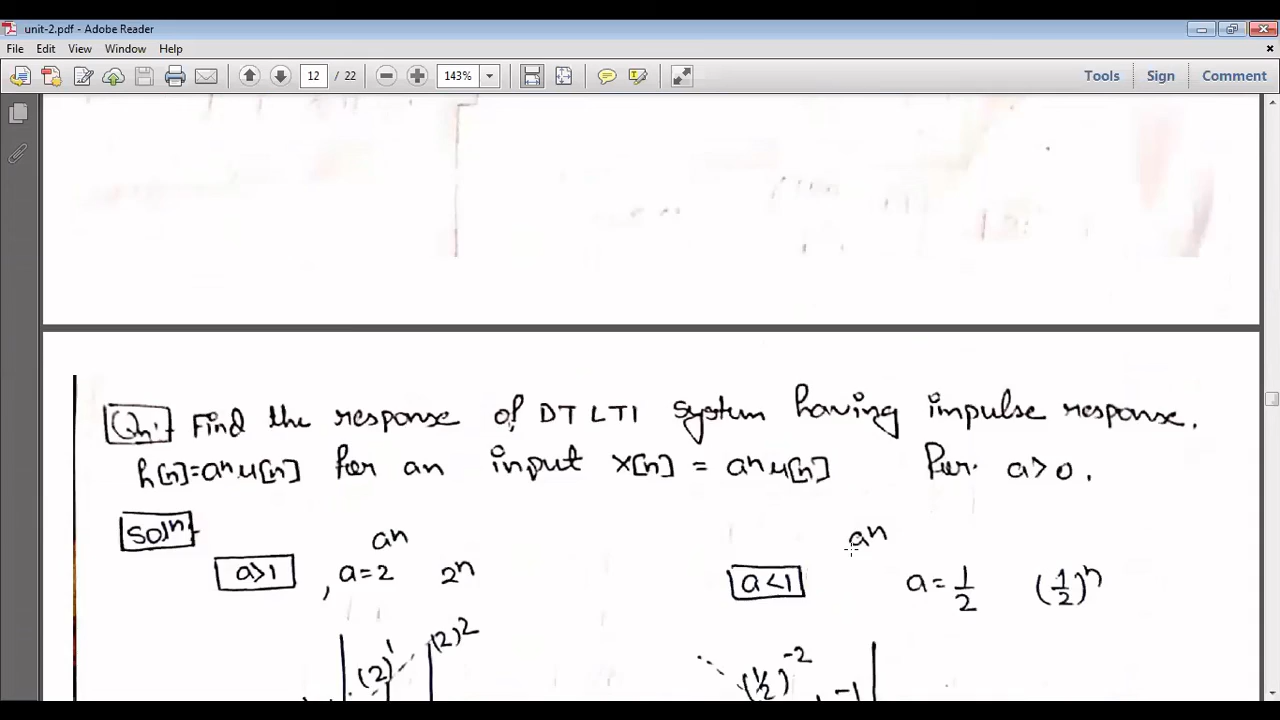 unit-2.pdf - Adobe Reader
File Edit View Window Help
12 / 22 143% Tools Sign Comment
Qn: Find the response of DT LTI system having impulse response.
h[n]=aⁿu[n] for an input x[n] = aⁿu[n] for a>0.
Solⁿ
aⁿ aⁿ
a>1 , a=2 2ⁿ a<1 a=1/2 (1/2)ⁿ
(2)¹ (2)² (1/2)⁻²
-1